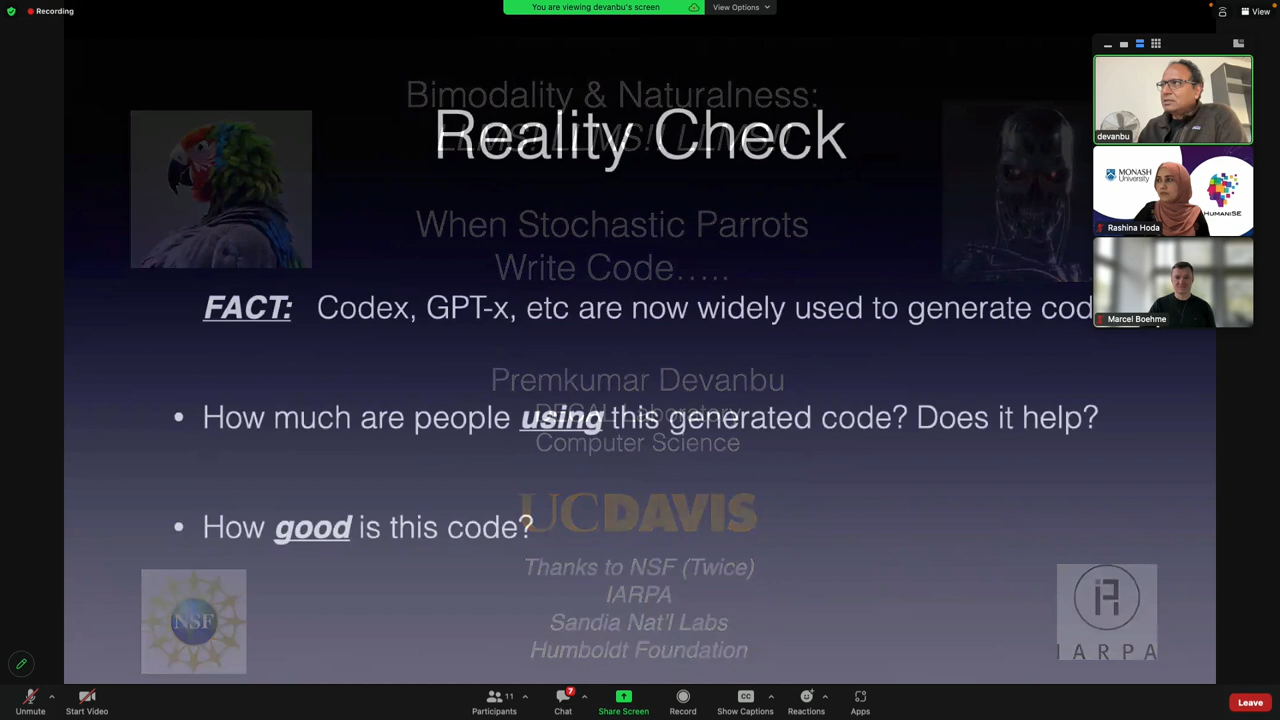 Recording
You are viewing devanbu's screen
View Options
View
Bimodality & Naturalness:
LLMS! LLMS!! LLMS!!!
Reality Check
devanbu
MONASH
University
HUMANISE
Rashina Hoda
When Stochastic Parrots
Write Code…..
FACT: Codex, GPT-x, etc are now widely used to generate cod
Marcel Boehme
Premkumar Devanbu
How much are people using this generated code? Does it help?
Laboratory
Computer Science
UCDAVIS
How good is this code?
Thanks to NSF (Twice)
IARPA
Sandia Nat'l Labs
Humboldt Foundation
NSF
IARPA
Unmute
Start Video
Participants
11
Chat
7
Share Screen
Record
CC
Show Captions
Reactions
Apps
Leave